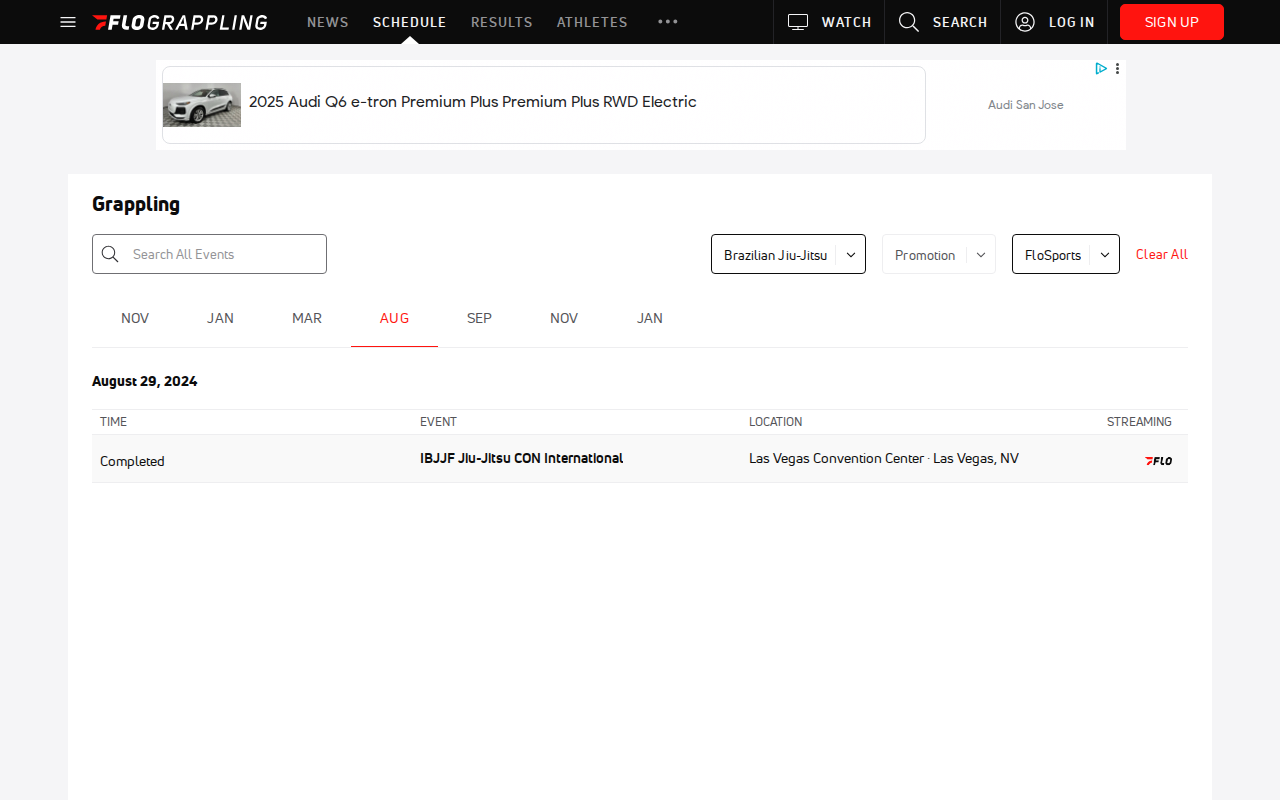 FLOGRAPPLING NEWS SCHEDULE RESULTS ATHLETES WATCH SEARCH LOG IN SIGN UP
2025 Audi Q6 e-tron Premium Plus Premium Plus RWD Electric
Audi San Jose
Grappling
Search All Events Brazilian Jiu-Jitsu Promotion FloSports Clear All
NOV JAN MAR AUG SEP NOV JAN
August 29, 2024
TIME EVENT LOCATION STREAMING
Completed IBJJF Jiu-Jitsu CON International Las Vegas Convention Center · Las Vegas, NV FLO